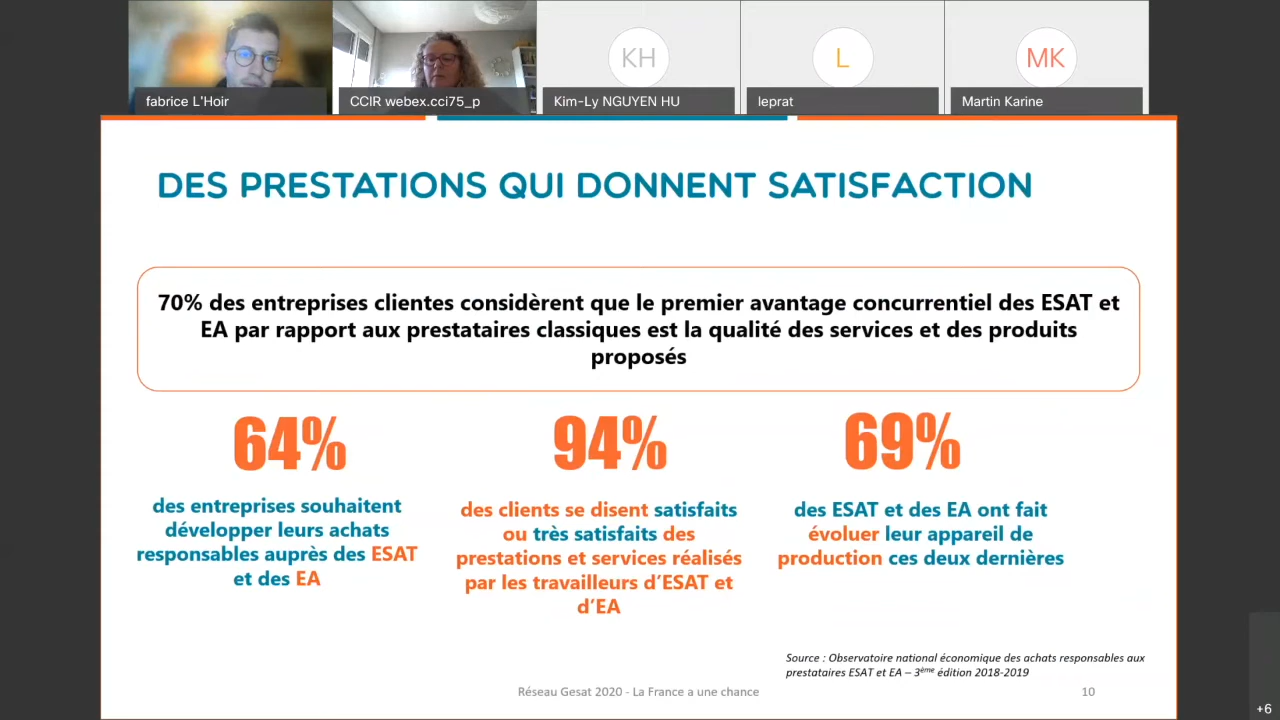 KH
L
MK
fabrice L'Hoir
CCIR webex.cci75_p
Kim-Ly NGUYEN HU
leprat
Martin Karine
DES PRESTATIONS QUI DONNENT SATISFACTION
70% des entreprises clientes considèrent que le premier avantage concurrentiel des ESAT et
EA par rapport aux prestataires classiques est la qualité des services et des produits
proposés
64%
des entreprises souhaitent
développer leurs achats
responsables auprès des ESAT
et des EA
94%
des clients se disent satisfaits
ou très satisfaits des
prestations et services réalisés
par les travailleurs d'ESAT et
d'EA
69%
des ESAT et des EA ont fait
évoluer leur appareil de
production ces deux dernières
Source : Observatoire national économique des achats responsables aux
prestataires ESAT et EA – 3ème édition 2018-2019
Réseau Gesat 2020 - La France a une chance
10
+6